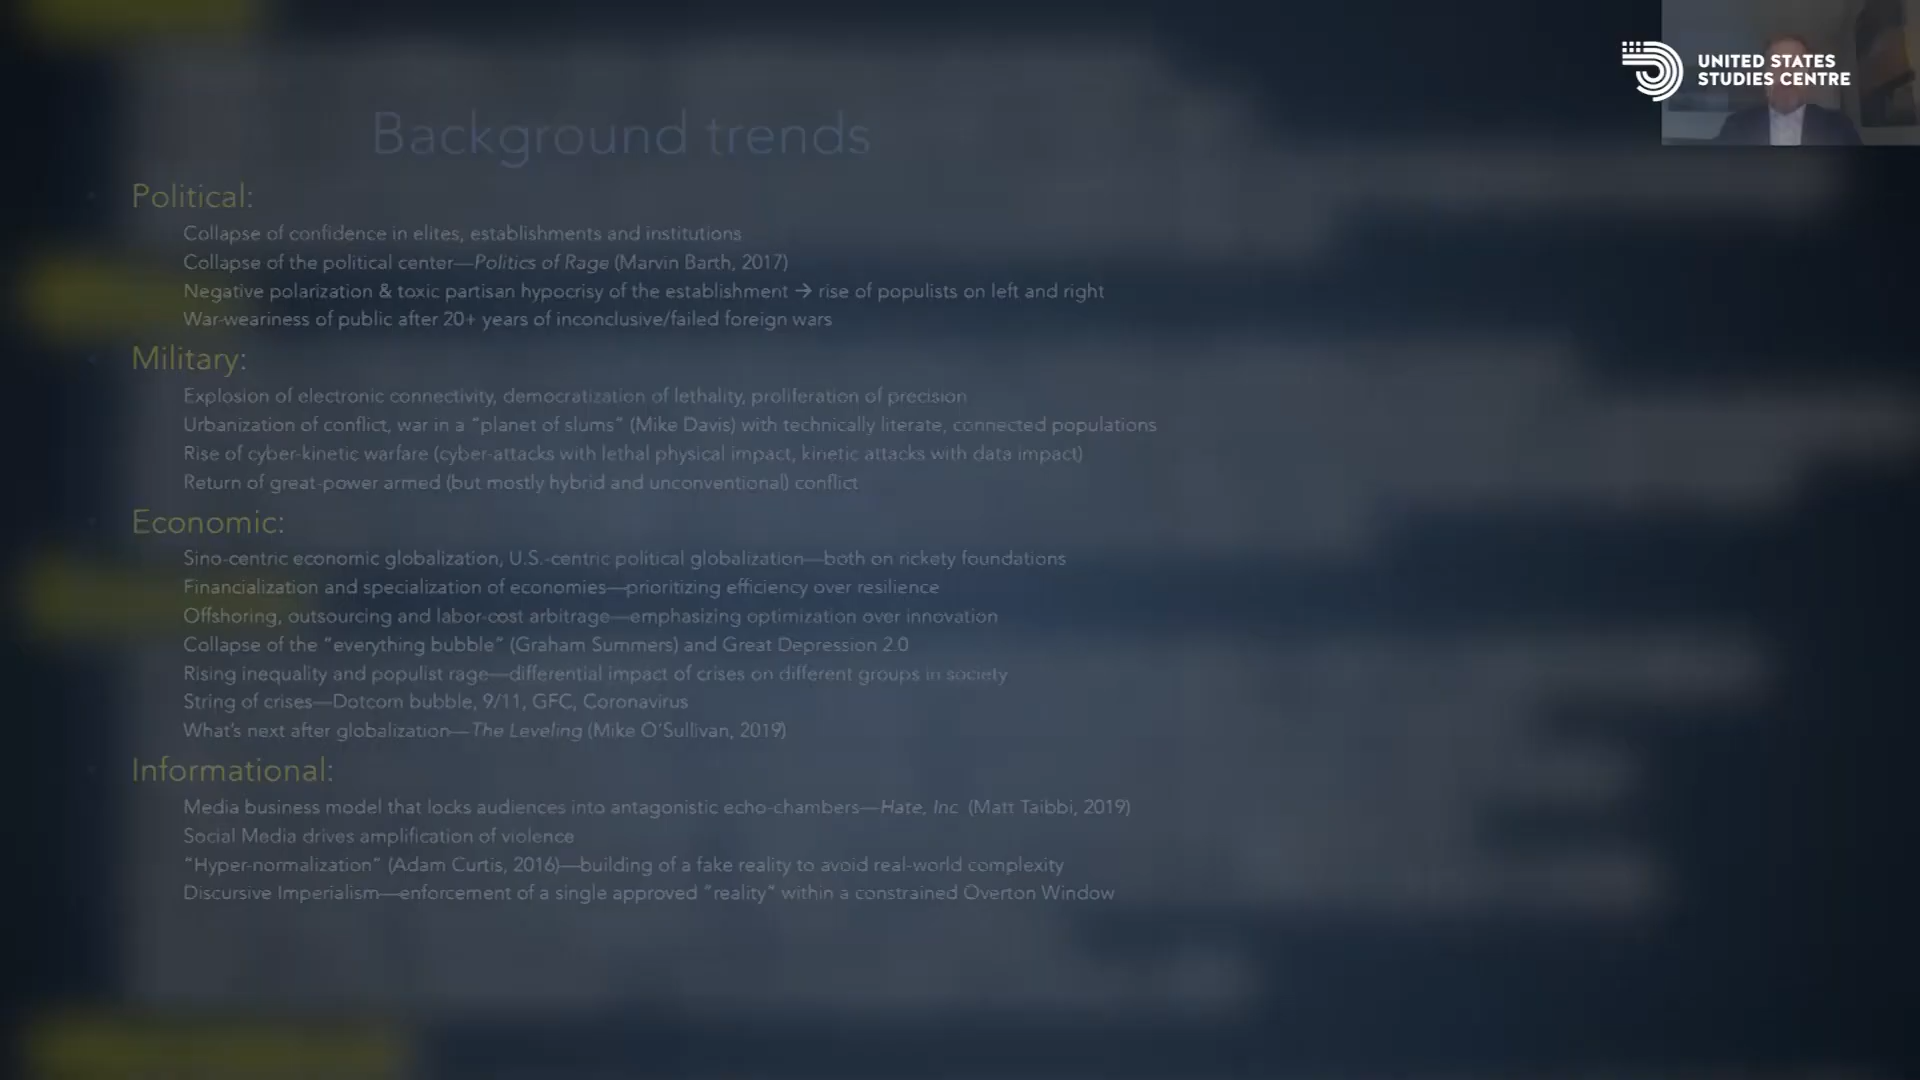 UNITED STATES
STUDIES CENTRE
Background trends
Political:
Collapse of confidence in elites, establishments and institutions
Collapse of the political center—Politics of Rage (Marvin Barth, 2017)
Negative polarization & toxic partisan hypocrisy of the establishment → rise of populists on left and right
War-weariness of public after 20+ years of inconclusive/failed foreign wars
Military:
Explosion of electronic connectivity, democratization of lethality, proliferation of precision
Urbanization of conflict, war in a “planet of slums” (Mike Davis) with technically literate, connected populations
Rise of cyber-kinetic warfare (cyber-attacks with lethal physical impact, kinetic attacks with data impact)
Return of great-power armed (but mostly hybrid and unconventional) conflict
Economic:
Sino-centric economic globalization, U.S.-centric political globalization—both on rickety foundations
Financialization and specialization of economies—prioritizing efficiency over resilience
Offshoring, outsourcing and labor-cost arbitrage—emphasizing optimization over innovation
Collapse of the “everything bubble” (Graham Summers) and Great Depression 2.0
Rising inequality and populist rage—differential impact of crises on different groups in society
String of crises—Dotcom bubble, 9/11, GFC, Coronavirus
What’s next after globalization—The Leveling (Mike O’Sullivan, 2019)
Informational:
Media business model that locks audiences into antagonistic echo-chambers—Hate, Inc (Matt Taibbi, 2019)
Social Media drives amplification of violence
“Hyper-normalization” (Adam Curtis, 2016)—building of a fake reality to avoid real-world complexity
Discursive Imperialism—enforcement of a single approved “reality” within a constrained Overton Window